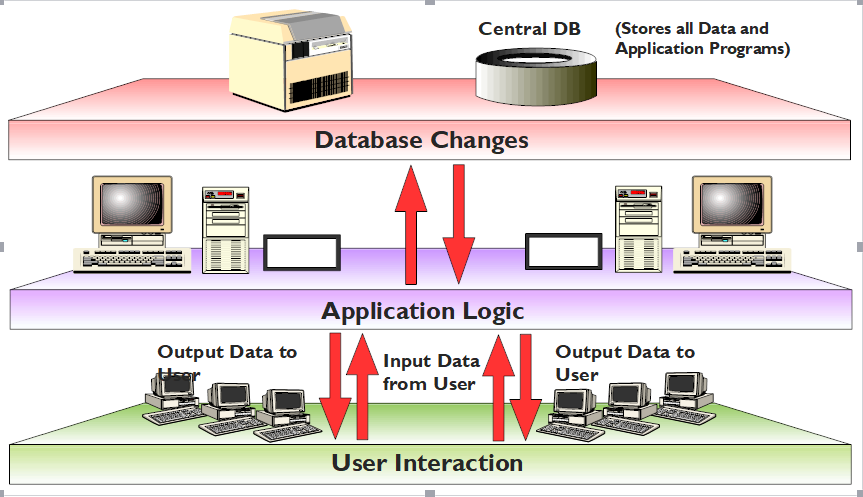 Central DB
(Stores all Data and
Application Programs)
Database Changes
Application Logic
Output Data to
User
Input Data
from User
Output Data to
User
User Interaction